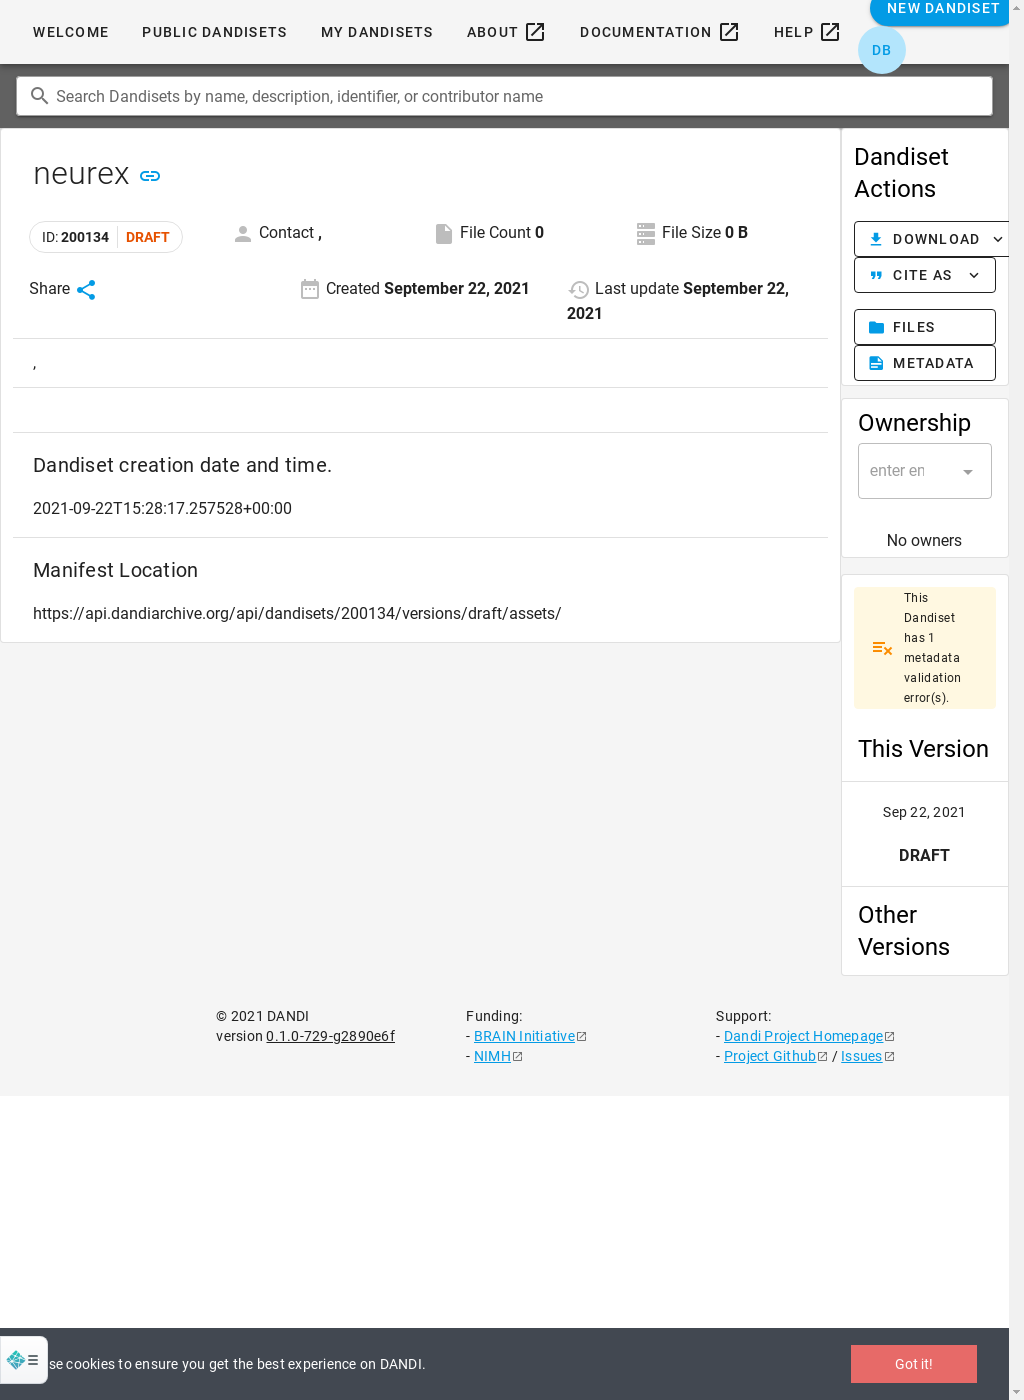 WELCOME
PUBLIC DANDISETS
MY DANDISETS
ABOUT
DOCUMENTATION
HELP
NEW DANDISET
DB
Search Dandisets by name, description, identifier, or contributor name
neurex
ID: 200134 DRAFT
Contact ,
File Count 0
File Size 0 B
Share
Created September 22, 2021
Last update September 22,
2021
,
Dandiset creation date and time.
2021-09-22T15:28:17.257528+00:00
Manifest Location
https://api.dandiarchive.org/api/dandisets/200134/versions/draft/assets/
Dandiset
Actions
DOWNLOAD
CITE AS
FILES
METADATA
Ownership
enter en
No owners
This
Dandiset
has 1
metadata
validation
error(s).
This Version
Sep 22, 2021
DRAFT
Other
Versions
© 2021 DANDI
version 0.1.0-729-g2890e6f
Funding:
- BRAIN Initiative
- NIMH
Support:
- Dandi Project Homepage
- Project Github / Issues
se cookies to ensure you get the best experience on DANDI.
Got it!